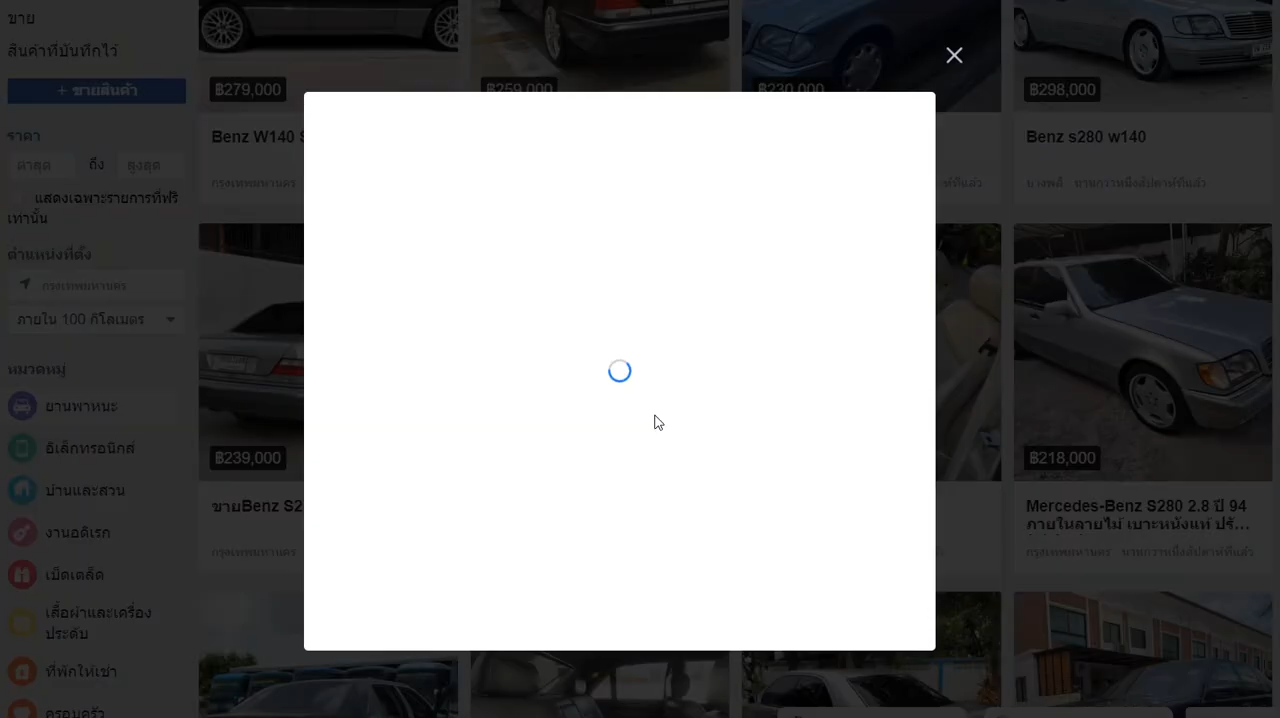 ขาย
สินค้าที่บันทึกไว้
+ ขายสินค้า
ราคา
ต่ำสุด ถึง สูงสุด
แสดงเฉพาะรายการที่ฟรี
เท่านั้น
ตำแหน่งที่ตั้ง
กรุงเทพมหานคร
ภายใน 100 กิโลเมตร
หมวดหมู่
ยานพาหนะ
อิเล็กทรอนิกส์
บ้านและสวน
งานอดิเรก
เบ็ดเตล็ด
เสื้อผ้าและเครื่อง
ประดับ
ที่พักให้เช่า
ครอบครัว
฿279,000
฿259,000
฿230,000
฿298,000
Benz W140 S
กรุงเทพมหานคร
ห์ที่แล้ว
Benz s280 w140
บางพลี นานกว่าหนึ่งสัปดาห์ที่แล้ว
฿239,000
฿218,000
ขายBenz S2
กรุงเทพมหานคร
Mercedes-Benz S280 2.8 ปี 94
ภายในลายไม้ เบาะหนังแท้ ปรั...
กรุงเทพมหานคร นานกว่าหนึ่งสัปดาห์ที่แล้ว